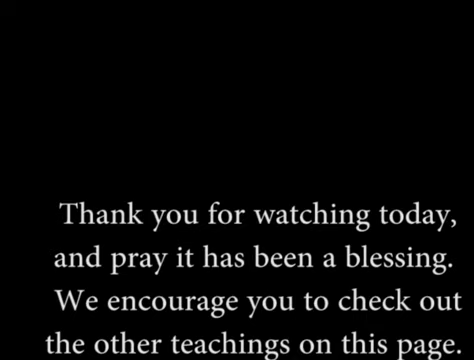 Thank you for watching today,
and pray it has been a blessing.
We encourage you to check out
the other teachings on this page.